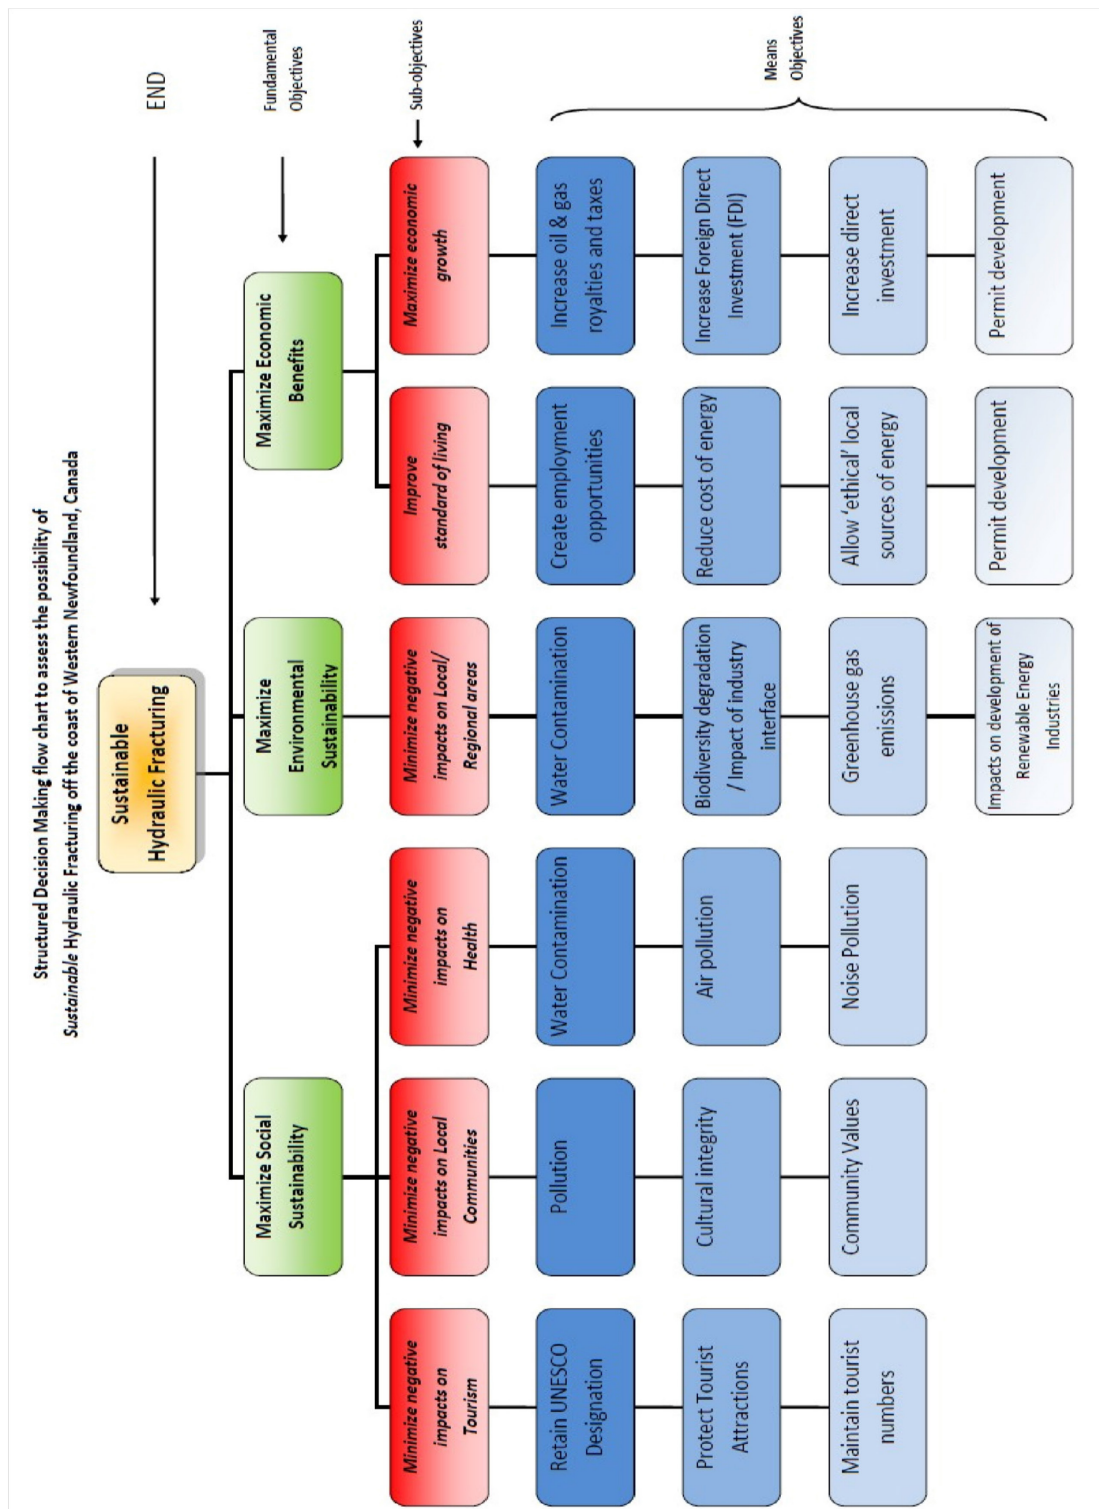 Structured Decision Making flow chart to assess the possibility of
Sustainable Hydraulic Fracturing off the coast of Western Newfoundland, Canada
Sustainable
Hydraulic Fracturing
END
Maximize Social
Sustainability
Maximize
Environmental
Sustainability
Maximize Economic
Benefits
Fundamental
Objectives
Minimize negative
impacts on
Tourism
Minimize negative
impacts on Local
Communities
Minimize negative
impacts on
Health
Minimize negative
impacts on Local/
Regional areas
Improve
standard of living
Maximize economic
growth
Sub-objectives
Retain UNESCO
Designation
Pollution
Water Contamination
Water Contamination
Create employment
opportunities
Increase oil & gas
royalties and taxes
Protect Tourist
Attractions
Cultural integrity
Air pollution
Biodiversity degradation
/ Impact of industry
interface
Reduce cost of energy
Increase Foreign Direct
Investment (FDI)
Means
Objectives
Maintain tourist
numbers
Community Values
Noise Pollution
Greenhouse gas
emissions
Allow ‘ethical’ local
sources of energy
Increase direct
investment
Impacts on development of
Renewable Energy
Industries
Permit development
Permit development